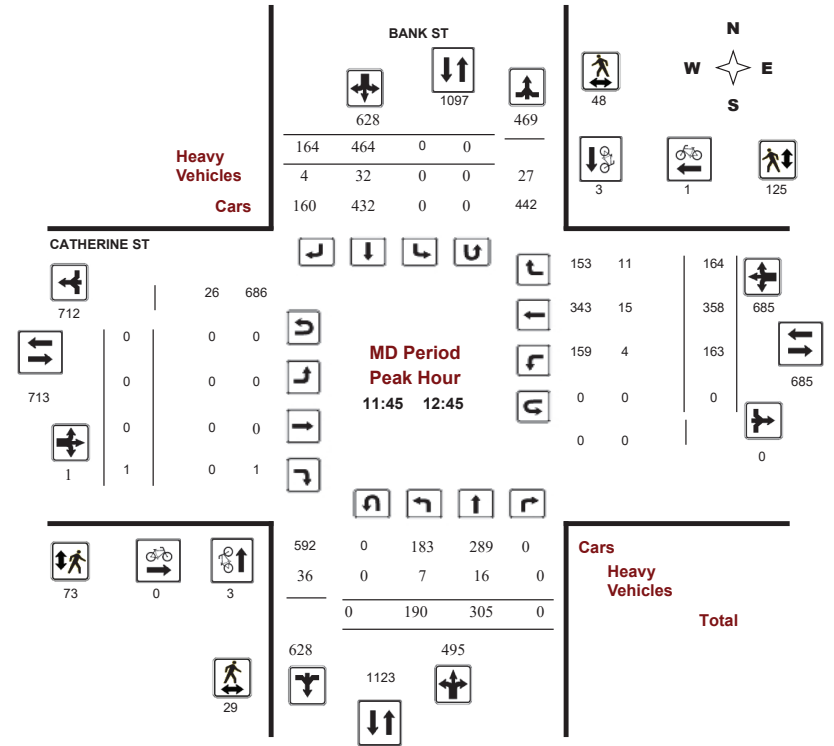 BANK ST
N
W E
S
1097
48
628 469
164 464 0 0
Heavy
Vehicles
4 32 0 0 27
Cars
160 432 0 0 442
3 1 125
CATHERINE ST
712
26 686
153 11 164
685
0 0 0
343 15 358
713
0 0 0
MD Period
Peak Hour
11:45 12:45
159 4 163
685
0 0 0
0 0 0
1
1 0 1
0 0
0
592 0 183 289 0
Cars
36 0 7 16 0
Heavy
Vehicles
0 190 305 0
Total
73 0 3
628 495
1123
29